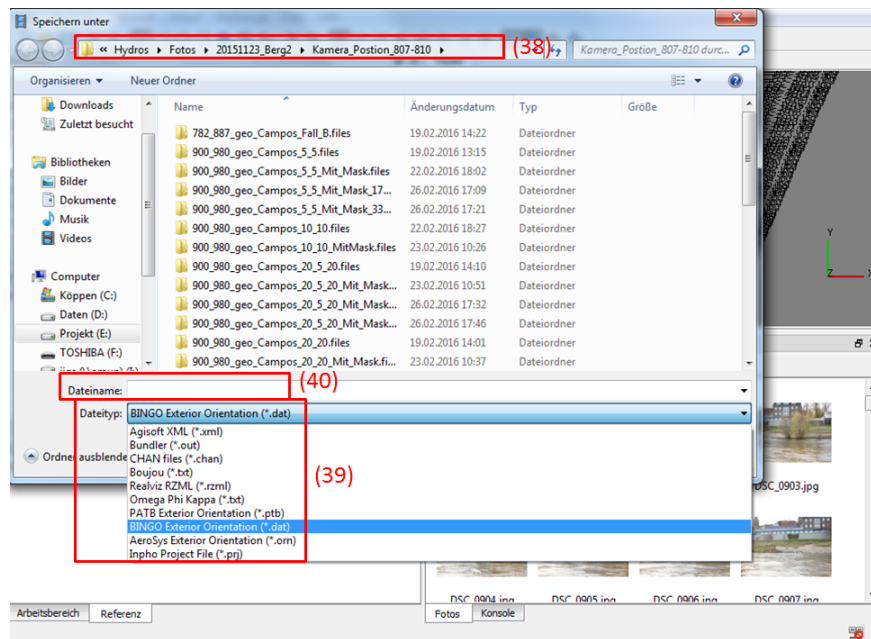 Speichern unter
« Hydros ▸ Fotos ▸ 20151123_Berg2 ▸ Kamera_Postion_807-810 ▸
(38)
Kamera_Postion_807-810 durc...
Organisieren ▾ Neuer Ordner
Downloads
Zuletzt besucht
Bibliotheken
Bilder
Dokumente
Musik
Videos
Computer
Köppen (C:)
Daten (D:)
Projekt (E:)
TOSHIBA (F:)
Name Änderungsdatum Typ Größe
782_887_geo_Campos_Fall_B.files 19.02.2016 14:22 Dateiordner
900_980_geo_Campos_5_5.files 19.02.2016 13:15 Dateiordner
900_980_geo_Campos_5_5_Mit_Mask.files 22.02.2016 18:02 Dateiordner
900_980_geo_Campos_5_5_Mit_Mask_17... 26.02.2016 17:09 Dateiordner
900_980_geo_Campos_5_5_Mit_Mask_33... 26.02.2016 17:21 Dateiordner
900_980_geo_Campos_10_10.files 22.02.2016 18:27 Dateiordner
900_980_geo_Campos_10_10_MitMask.files 23.02.2016 10:26 Dateiordner
900_980_geo_Campos_20_5_20.files 19.02.2016 14:10 Dateiordner
900_980_geo_Campos_20_5_20_Mit_Mask... 23.02.2016 10:51 Dateiordner
900_980_geo_Campos_20_5_20_Mit_Mask... 26.02.2016 17:32 Dateiordner
900_980_geo_Campos_20_5_20_Mit_Mask... 26.02.2016 17:46 Dateiordner
900_980_geo_Campos_20_20.files 19.02.2016 14:01 Dateiordner
900_980_geo_Campos_20_20_Mit_Mask.fi... 23.02.2016 10:37 Dateiordner
Y
Z X
Dateiname:
(40)
Dateityp: BINGO Exterior Orientation (*.dat)
Agisoft XML (*.xml)
Bundler (*.out)
CHAN files (*.chan)
Boujou (*.txt)
Realviz RZML (*.rzml)
Omega Phi Kappa (*.txt)
PATB Exterior Orientation (*.ptb)
BINGO Exterior Orientation (*.dat)
AeroSys Exterior Orientation (*.orn)
Inpho Project File (*.prj)
(39)
Ordner ausblende
DSC_0903.jpg
DSC_0904.jpg DSC_0905.jpg DSC_0906.jpg DSC_0907.jpg
Arbeitsbereich Referenz
Fotos Konsole